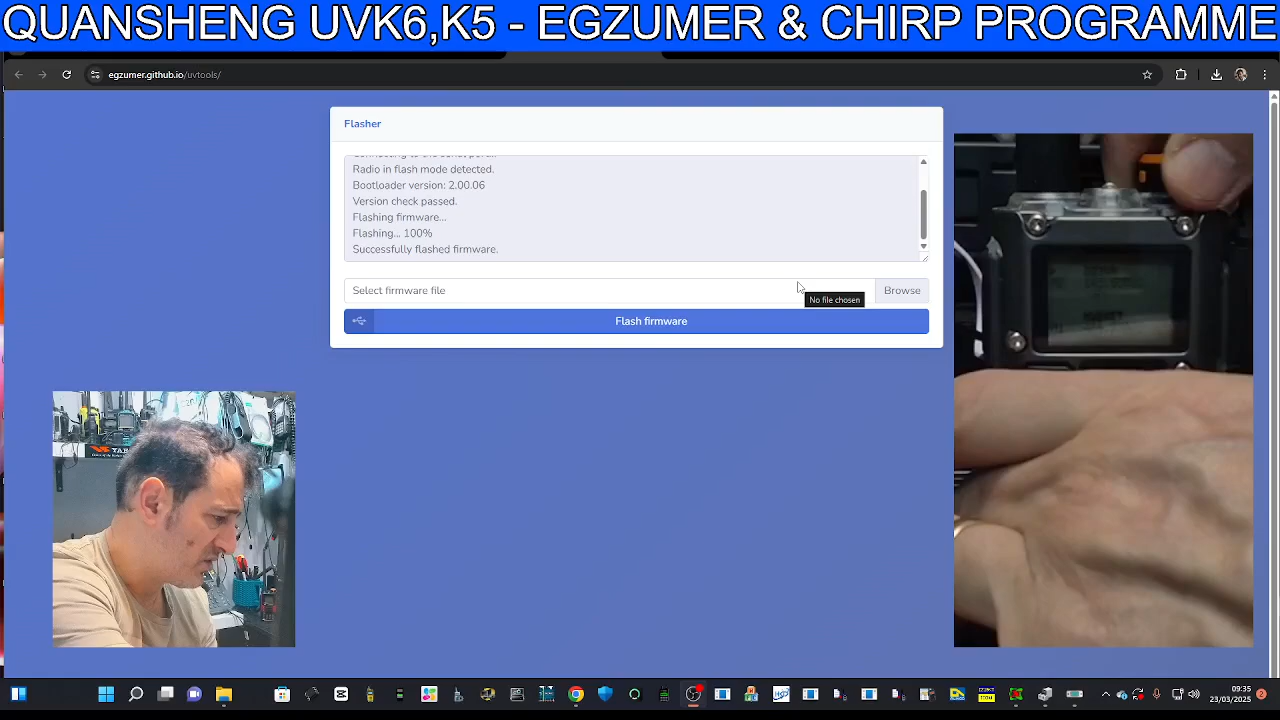 QUANSHENG UVK6,K5 - EGZUMER & CHIRP PROGRAMME
egzumer.github.io/uvtools/
Flasher
Radio in flash mode detected.
Bootloader version: 2.00.06
Version check passed.
Flashing firmware...
Flashing... 100%
Successfully flashed firmware.
Select firmware file
Browse
No file chosen
Flash firmware
09:35
23/03/2025